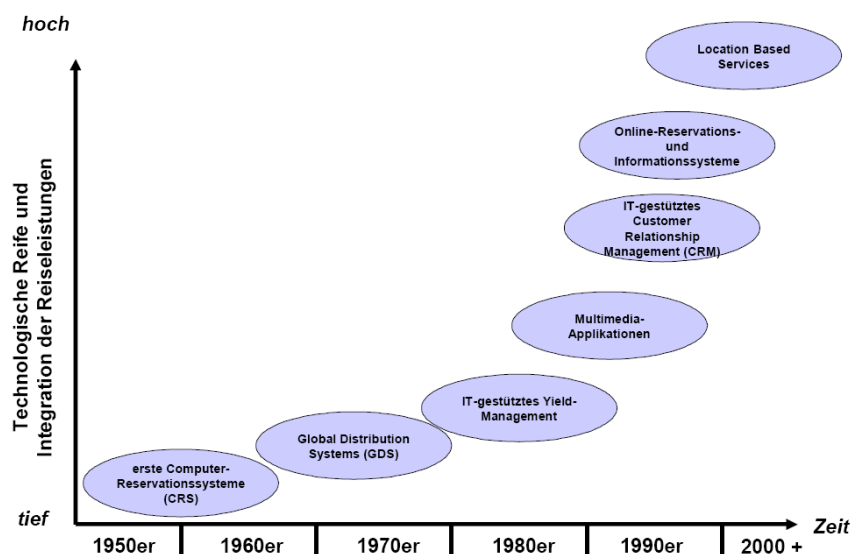 hoch
Location Based
Services
Online-Reservations-
und
Informationssysteme
IT-gestütztes
Customer
Relationship
Management (CRM)
Multimedia-
Applikationen
IT-gestütztes Yield-
Management
Global Distribution
Systems (GDS)
erste Computer-
Reservationssysteme
(CRS)
Technologische Reife und
Integration der Reiseleistungen
tief
Zeit
1950er
1960er
1970er
1980er
1990er
2000 +